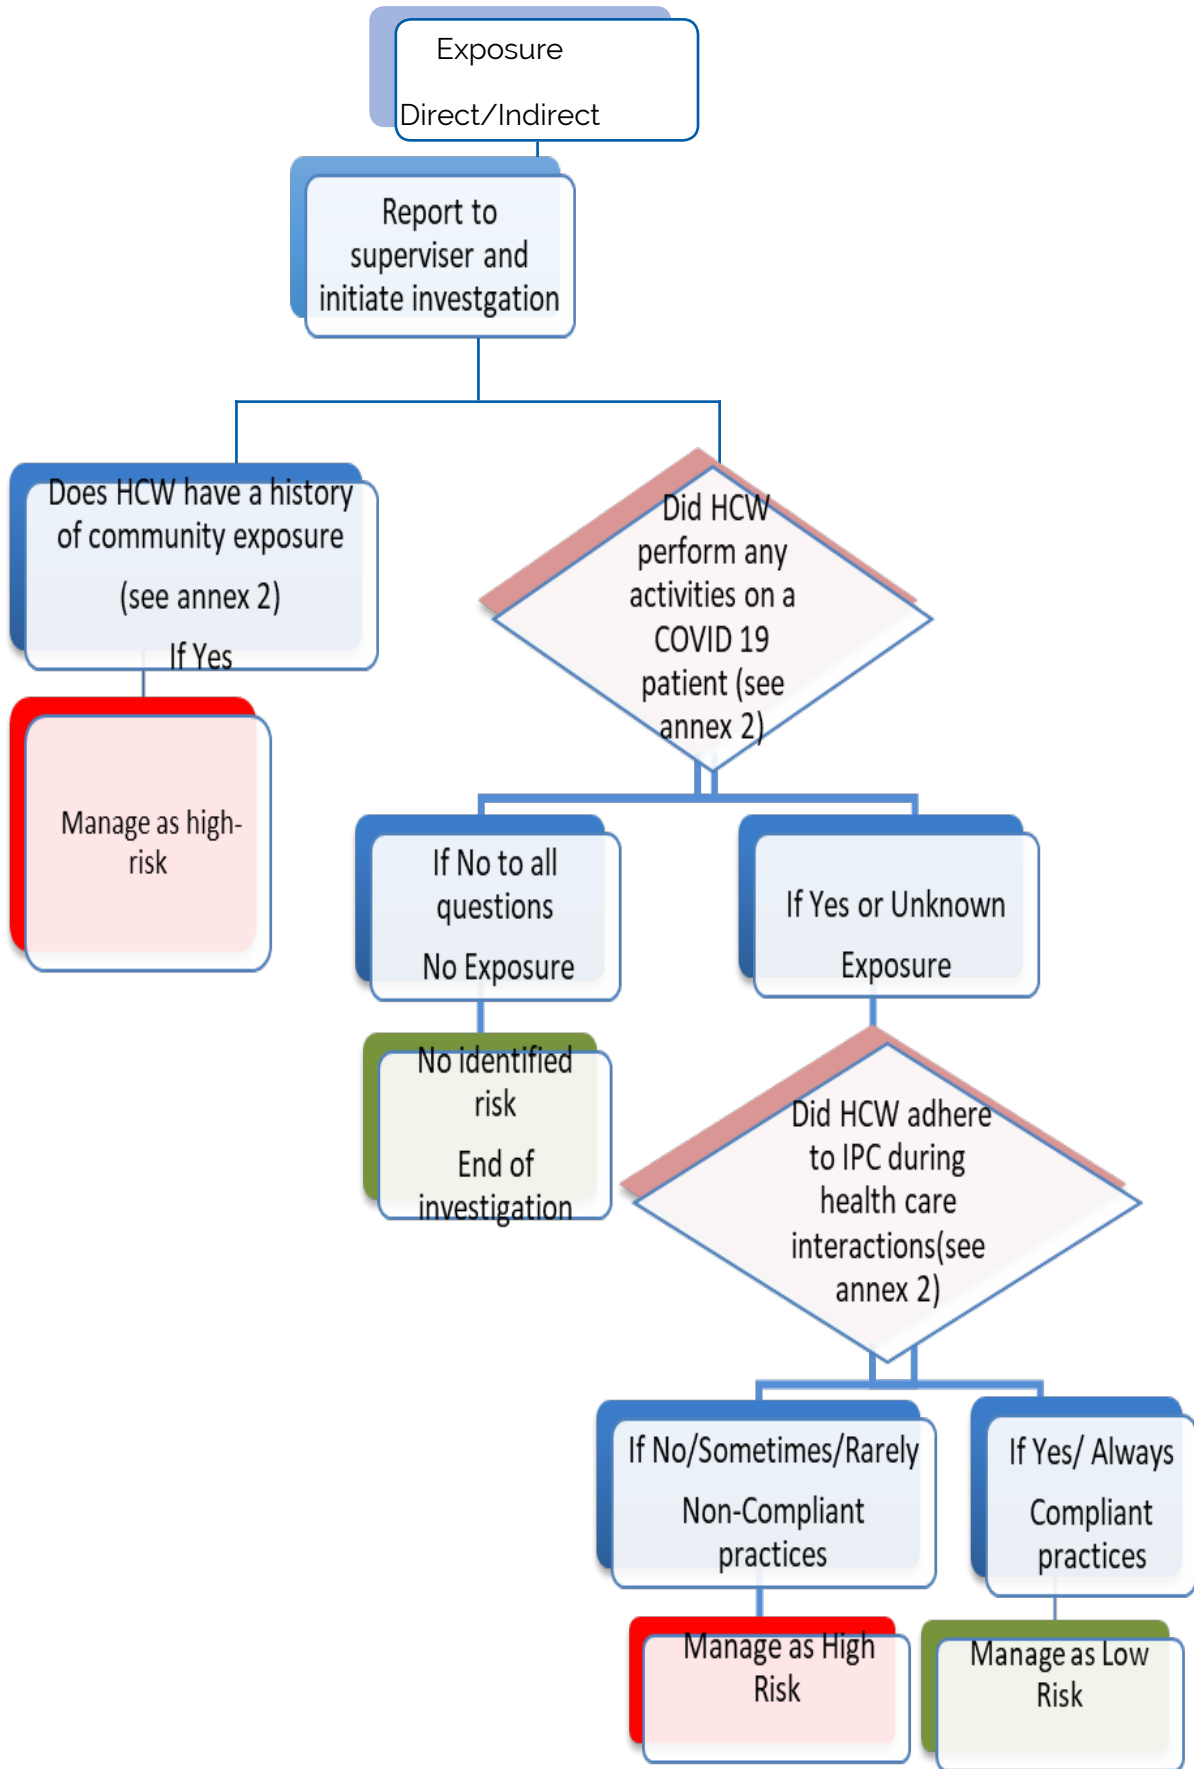 Exposure
Direct/Indirect
Report to
superviser and
initiate investgation
Does HCW have a history
of community exposure
(see annex 2)
If Yes
Manage as high-
risk
Did HCW
perform any
activities on a
COVID 19
patient (see
annex 2)
If No to all
questions
No Exposure
No identified
risk
End of
investigation
If Yes or Unknown
Exposure
Did HCW adhere
to IPC during
health care
interactions(see
annex 2)
If No/Sometimes/Rarely
Non-Compliant
practices
Manage as High
Risk
If Yes/ Always
Compliant
practices
Manage as Low
Risk